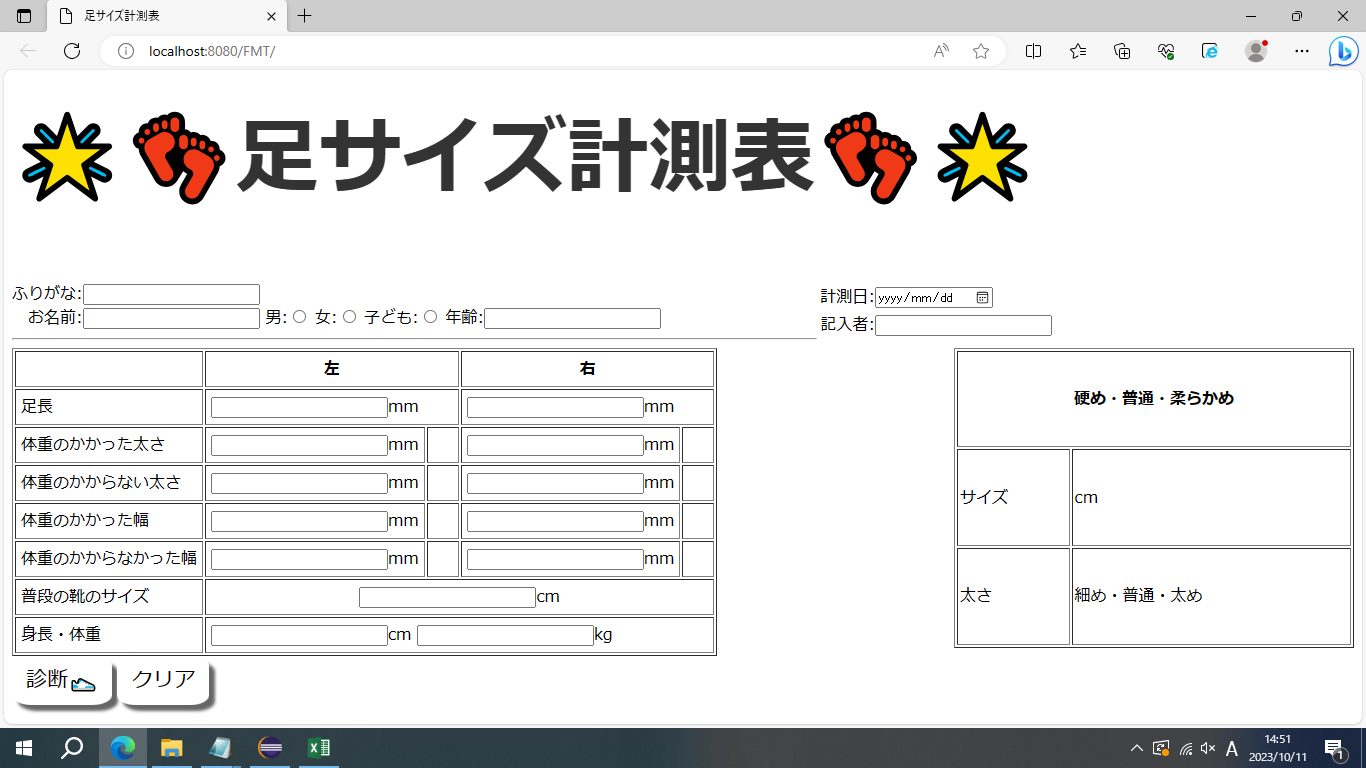 足サイズ計測表
localhost:8080/FMT/
足サイズ計測表
ふりがな:
お名前: 男: 女: 子ども: 年齢:
計測日: yyyy/mm/dd
記入者:
左 右
足長 mm mm
体重のかかった太さ mm mm
体重のかからない太さ mm mm
体重のかかった幅 mm mm
体重のかからなかった幅 mm mm
普段の靴のサイズ cm
身長・体重 cm kg
硬め・普通・柔らかめ
サイズ cm
太さ 細め・普通・太め
診断 クリア
A 14:51
2023/10/11
1